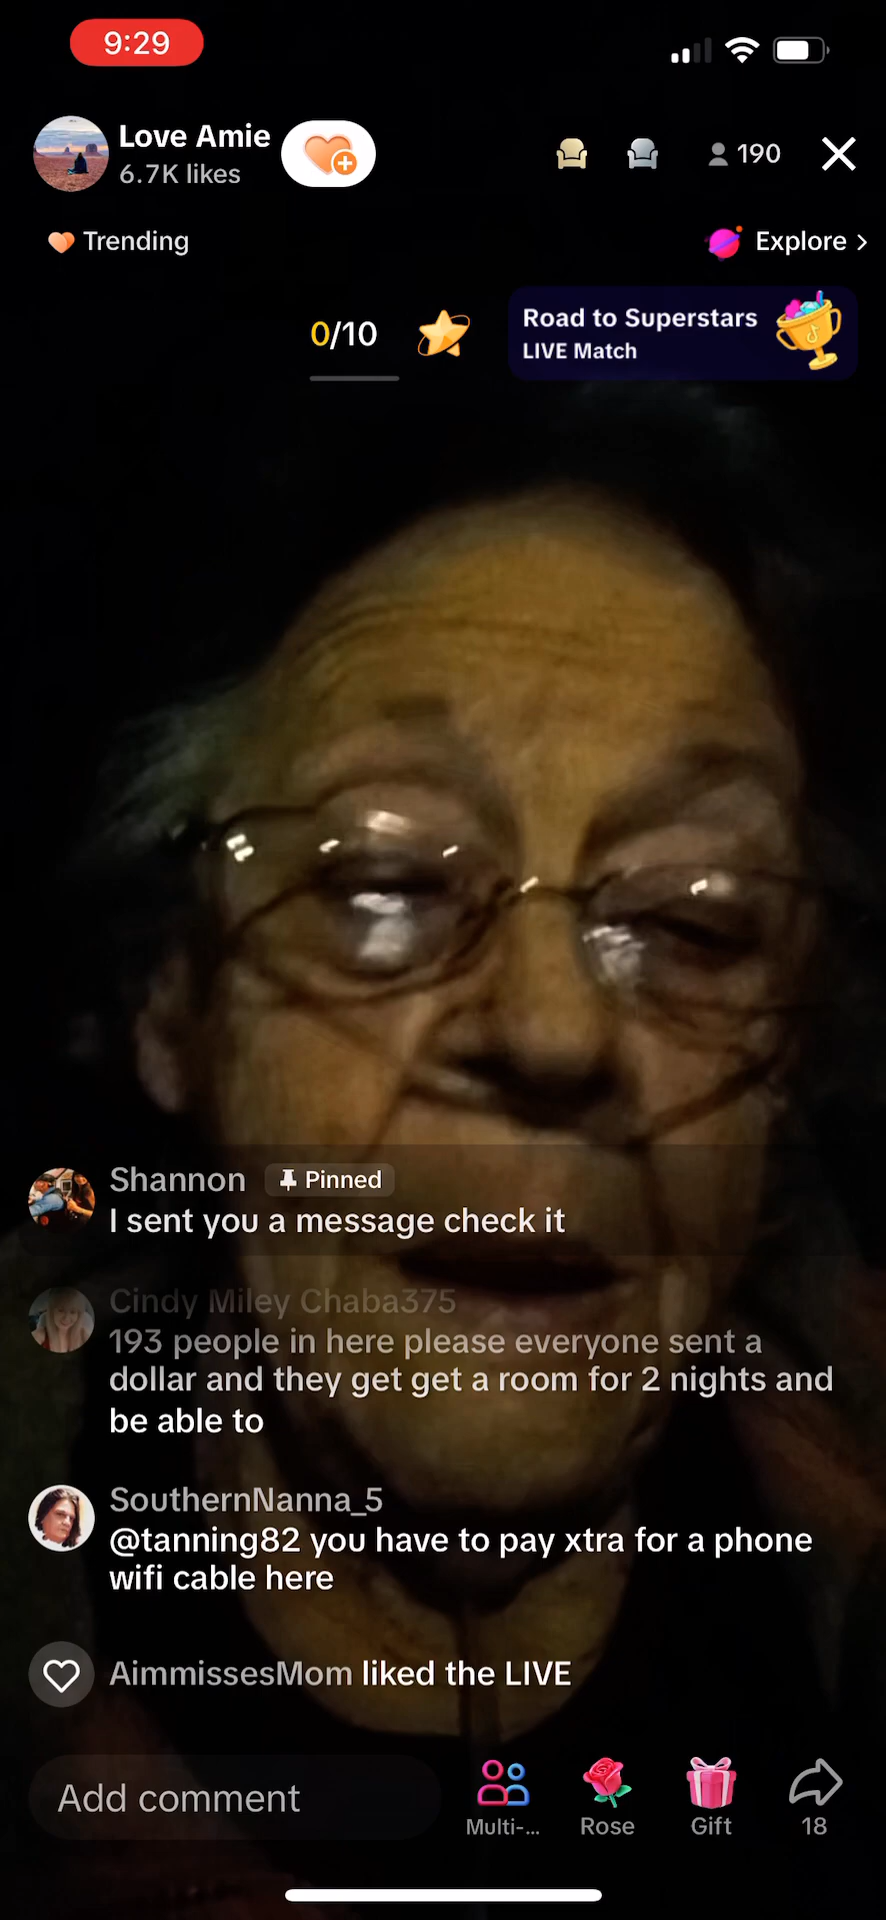 9:29
Love Amie
6.7K likes
190
Trending
Explore >
0/10
Road to Superstars
LIVE Match
Shannon Pinned
I sent you a message check it
Cindy Miley Chaba375
193 people in here please everyone sent a
dollar and they get get a room for 2 nights and
be able to
SouthernNanna_5
@tanning82 you have to pay xtra for a phone
wifi cable here
AimmissesMom liked the LIVE
Add comment
Multi-...
Rose
Gift
18